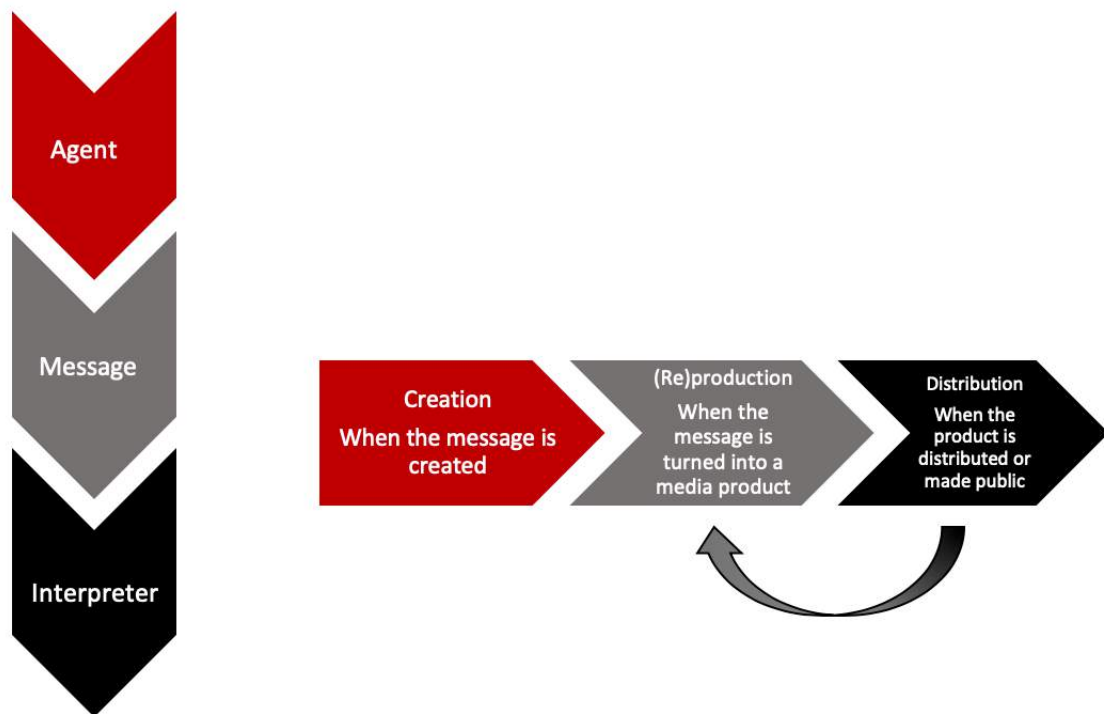 Agent
Message
Interpreter
Creation
When the message is
created
(Re)production
When the
message is
turned into a
media product
Distribution
When the
product is
distributed or
made public